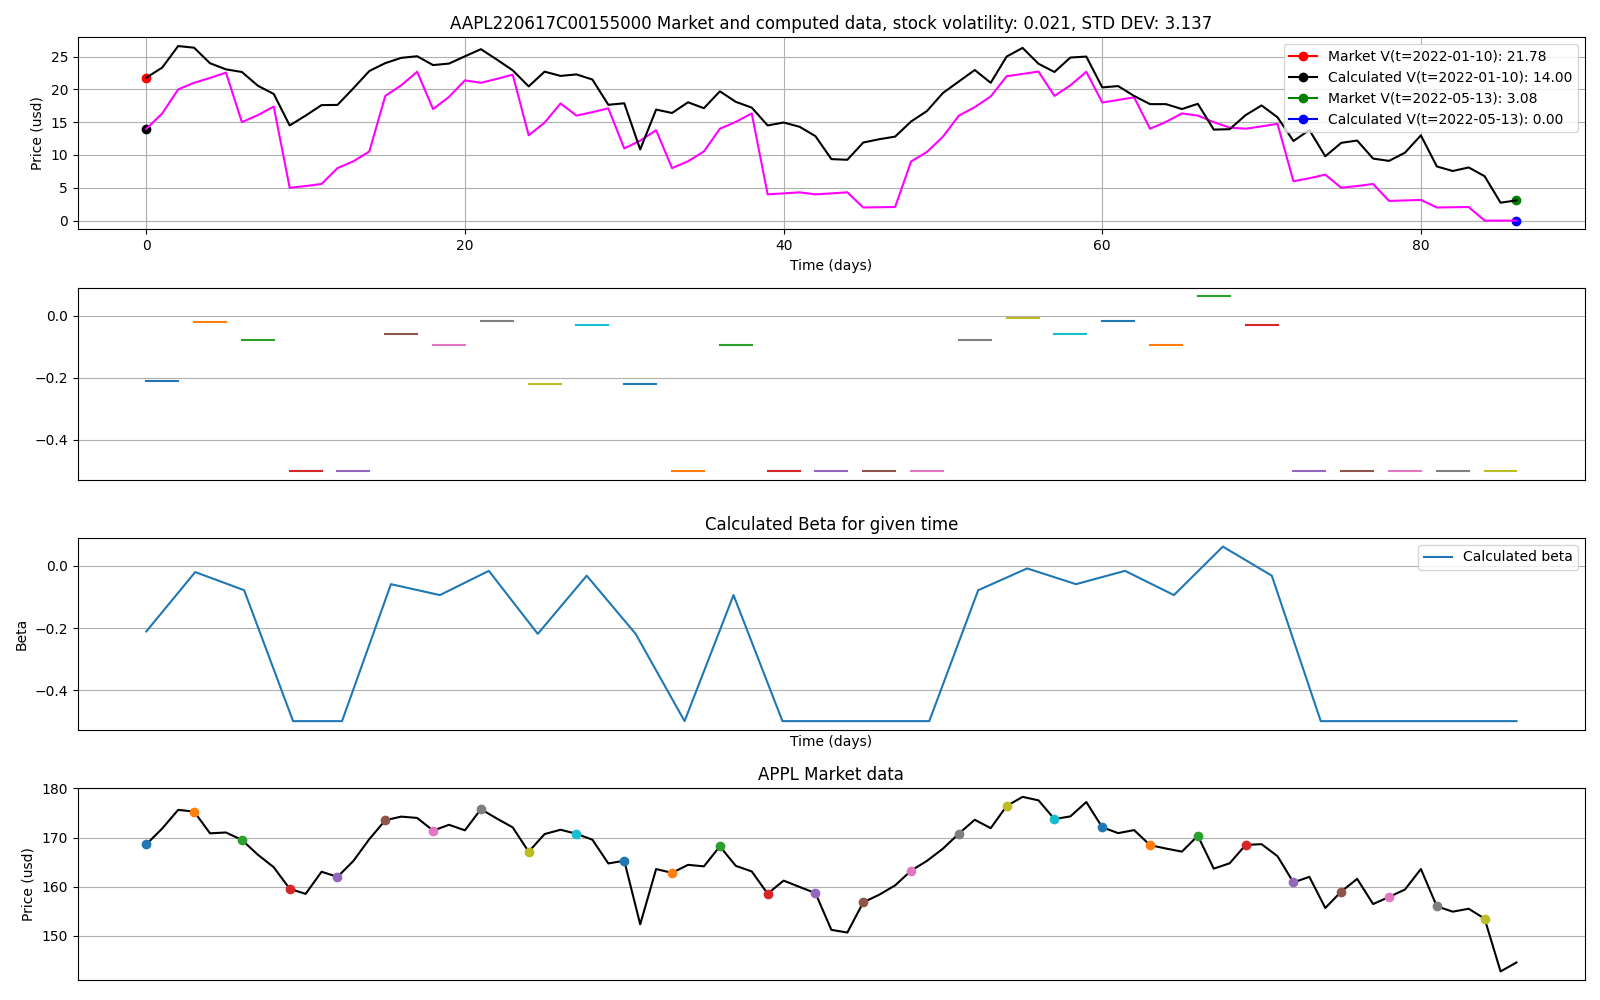 AAPL220617C00155000 Market and computed data, stock volatility: 0.021, STD DEV: 3.137
Price (usd)
25
20
15
10
5
0
Market V(t=2022-01-10): 21.78
Calculated V(t=2022-01-10): 14.00
Market V(t=2022-05-13): 3.08
Calculated V(t=2022-05-13): 0.00
0 20 40 60 80
Time (days)
0.0
−0.2
−0.4
Calculated Beta for given time
Beta
0.0
−0.2
−0.4
Calculated beta
Time (days)
APPL Market data
Price (usd)
180
170
160
150